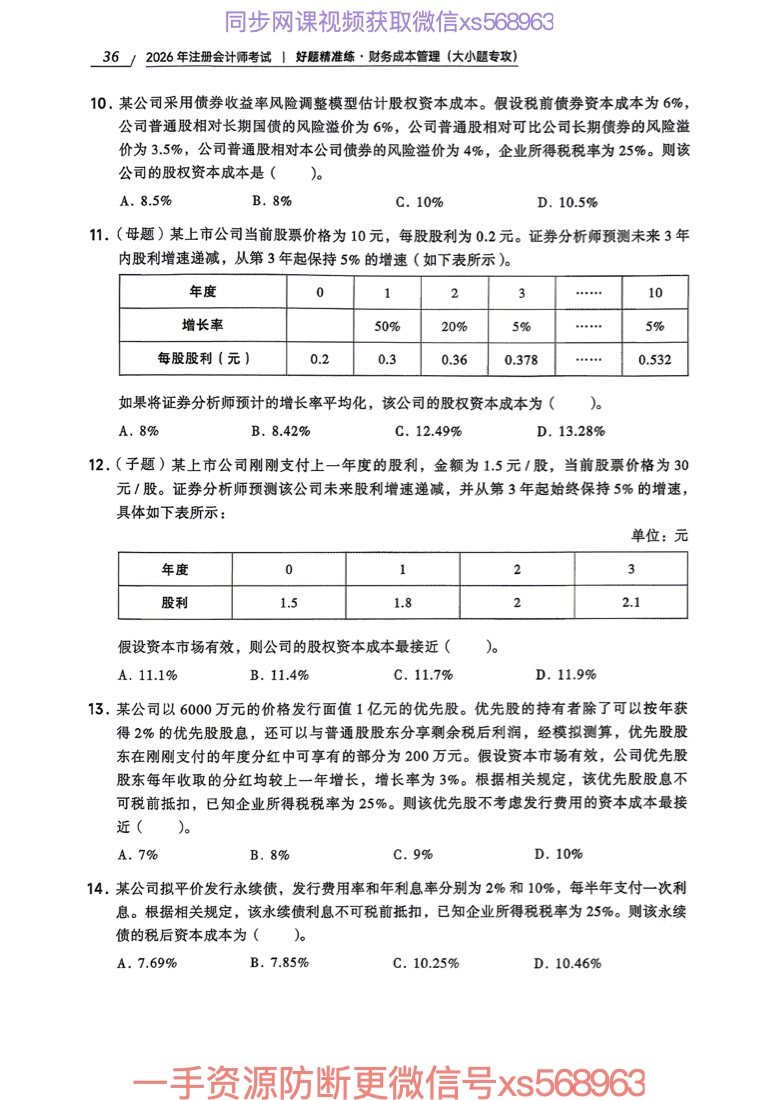 同步网课视频获取微信xs568963
36 / 2026 年注册会计师考试 | 好题精准练·财务成本管理（大小题专攻）
10. 某公司采用债券收益率风险调整模型估计股权资本成本。假设税前债券资本成本为 6%，
公司普通股相对长期国债的风险溢价为 6%，公司普通股相对可比公司长期债券的风险溢
价为 3.5%，公司普通股相对本公司债券的风险溢价为 4%，企业所得税税率为 25%。则该
公司的股权资本成本是（　　）。
A. 8.5% B. 8% C. 10% D. 10.5%
11.（母题）某上市公司当前股票价格为 10 元，每股股利为 0.2 元。证券分析师预测未来 3 年
内股利增速递减，从第 3 年起保持 5% 的增速（如下表所示）。
年度 0 1 2 3 …… 10
增长率 50% 20% 5% …… 5%
每股股利（元） 0.2 0.3 0.36 0.378 …… 0.532
如果将证券分析师预计的增长率平均化，该公司的股权资本成本为（　　）。
A. 8% B. 8.42% C. 12.49% D. 13.28%
12.（子题）某上市公司刚刚支付上一年度的股利，金额为 1.5 元 / 股，当前股票价格为 30
元 / 股。证券分析师预测该公司未来股利增速递减，并从第 3 年起始终保持 5% 的增速，
具体如下表所示：
单位：元
年度 0 1 2 3
股利 1.5 1.8 2 2.1
假设资本市场有效，则公司的股权资本成本最接近（　　）。
A. 11.1% B. 11.4% C. 11.7% D. 11.9%
13. 某公司以 6000 万元的价格发行面值 1 亿元的优先股。优先股的持有者除了可以按年获
得 2% 的优先股股息，还可以与普通股股东分享剩余税后利润，经模拟测算，优先股股
东在刚刚支付的年度分红中可享有的部分为 200 万元。假设资本市场有效，公司优先股
股东每年收取的分红均较上一年增长，增长率为 3%。根据相关规定，该优先股股息不
可税前抵扣，已知企业所得税税率为 25%。则该优先股不考虑发行费用的资本成本最接
近（　　）。
A. 7% B. 8% C. 9% D. 10%
14. 某公司拟平价发行永续债，发行费用率和年利息率分别为 2% 和 10%，每半年支付一次利
息。根据相关规定，该永续债利息不可税前抵扣，已知企业所得税税率为 25%。则该永续
债的税后资本成本为（　　）。
A. 7.69% B. 7.85% C. 10.25% D. 10.46%
一手资源防断更微信号xs568963